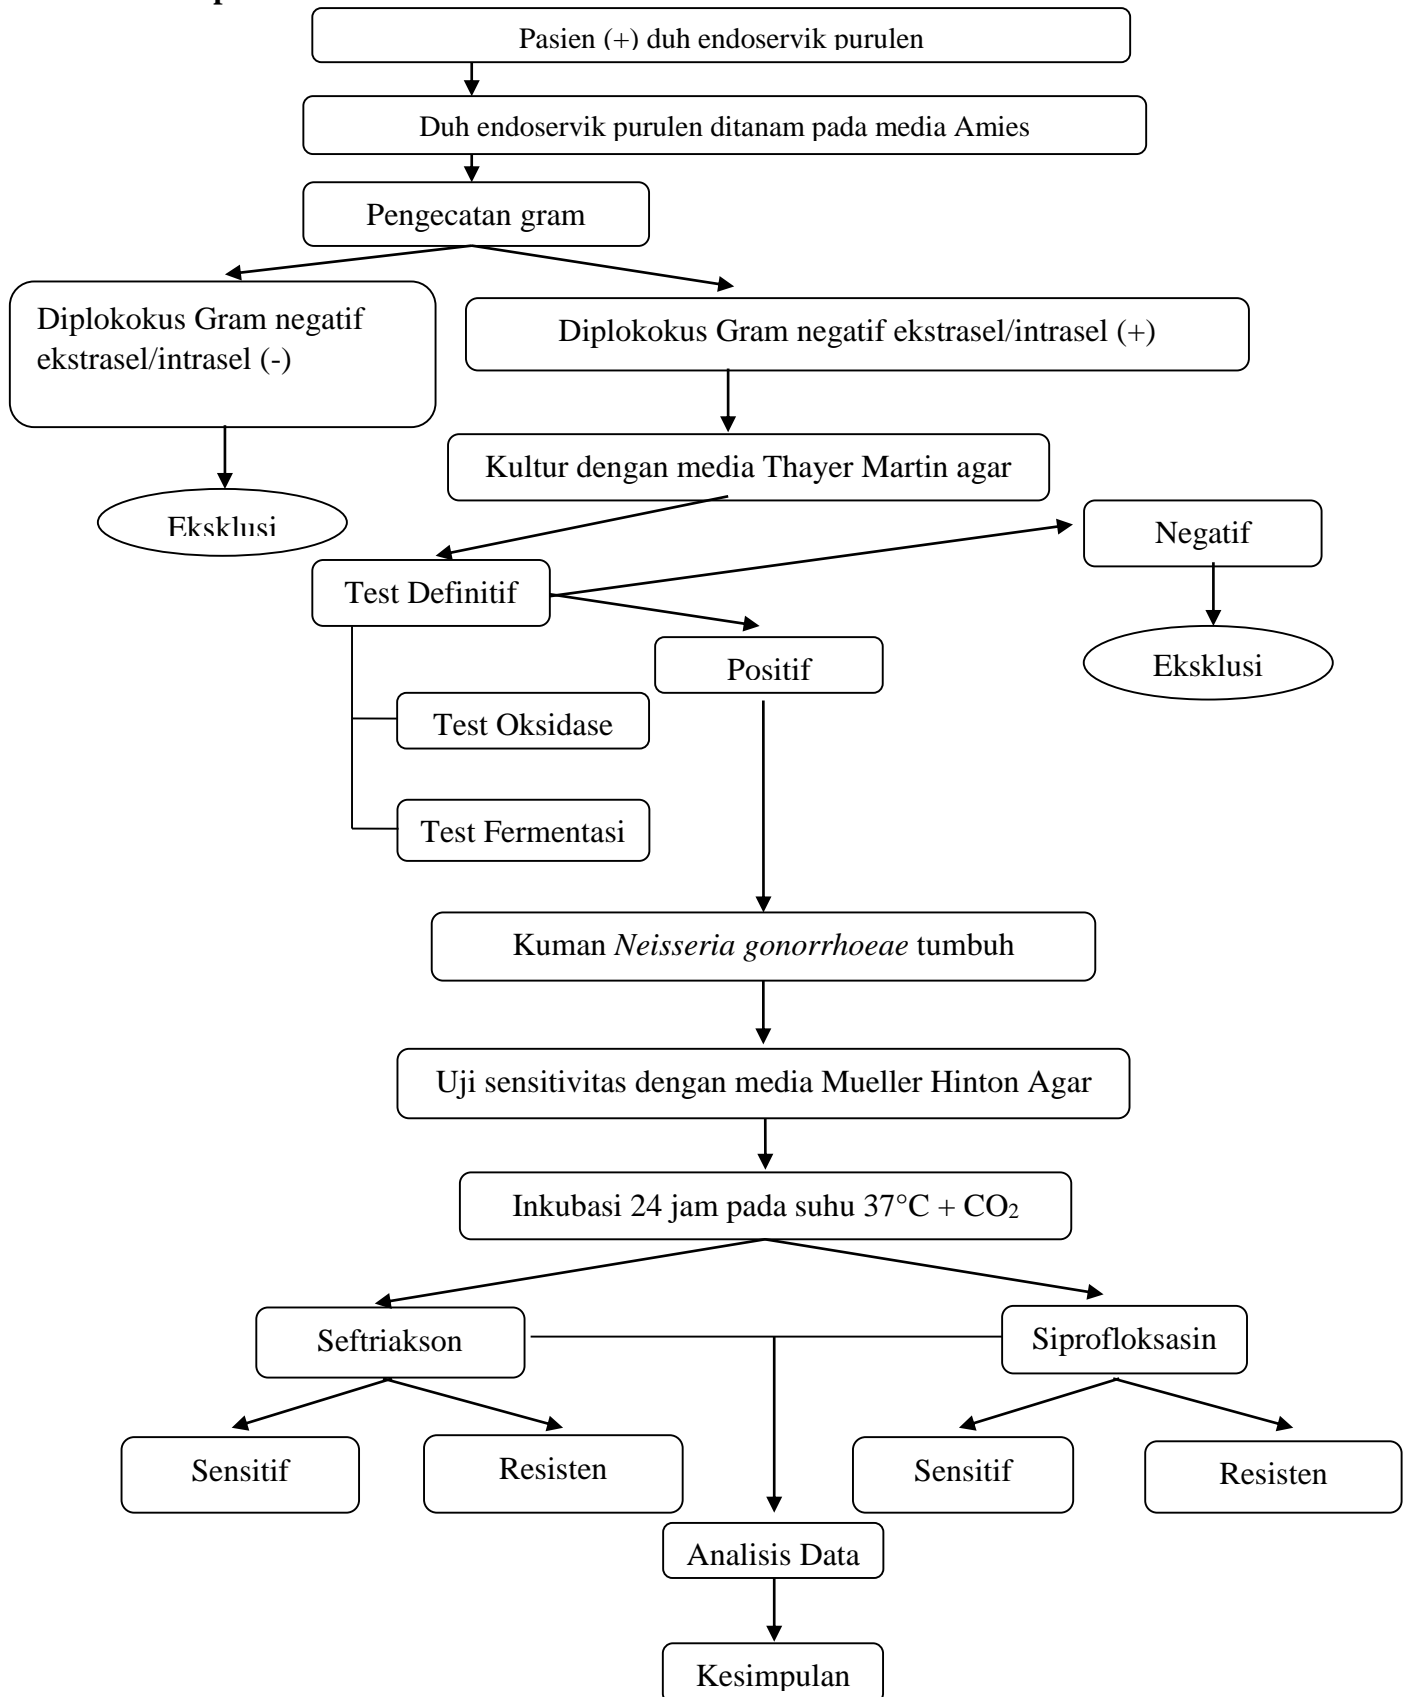 Pasien (+) duh endoservik purulen
Duh endoservik purulen ditanam pada media Amies
Pengecatan gram
Diplokokus Gram negatif
ekstrasel/intrasel (-)
Diplokokus Gram negatif ekstrasel/intrasel (+)
Kultur dengan media Thayer Martin agar
Eksklusi
Negatif
Test Definitif
Positif
Eksklusi
Test Oksidase
Test Fermentasi
Kuman Neisseria gonorrhoeae tumbuh
Uji sensitivitas dengan media Mueller Hinton Agar
Inkubasi 24 jam pada suhu 37°C + CO₂
Seftriakson
Siprofloksasin
Sensitif
Resisten
Sensitif
Resisten
Analisis Data
Kesimpulan